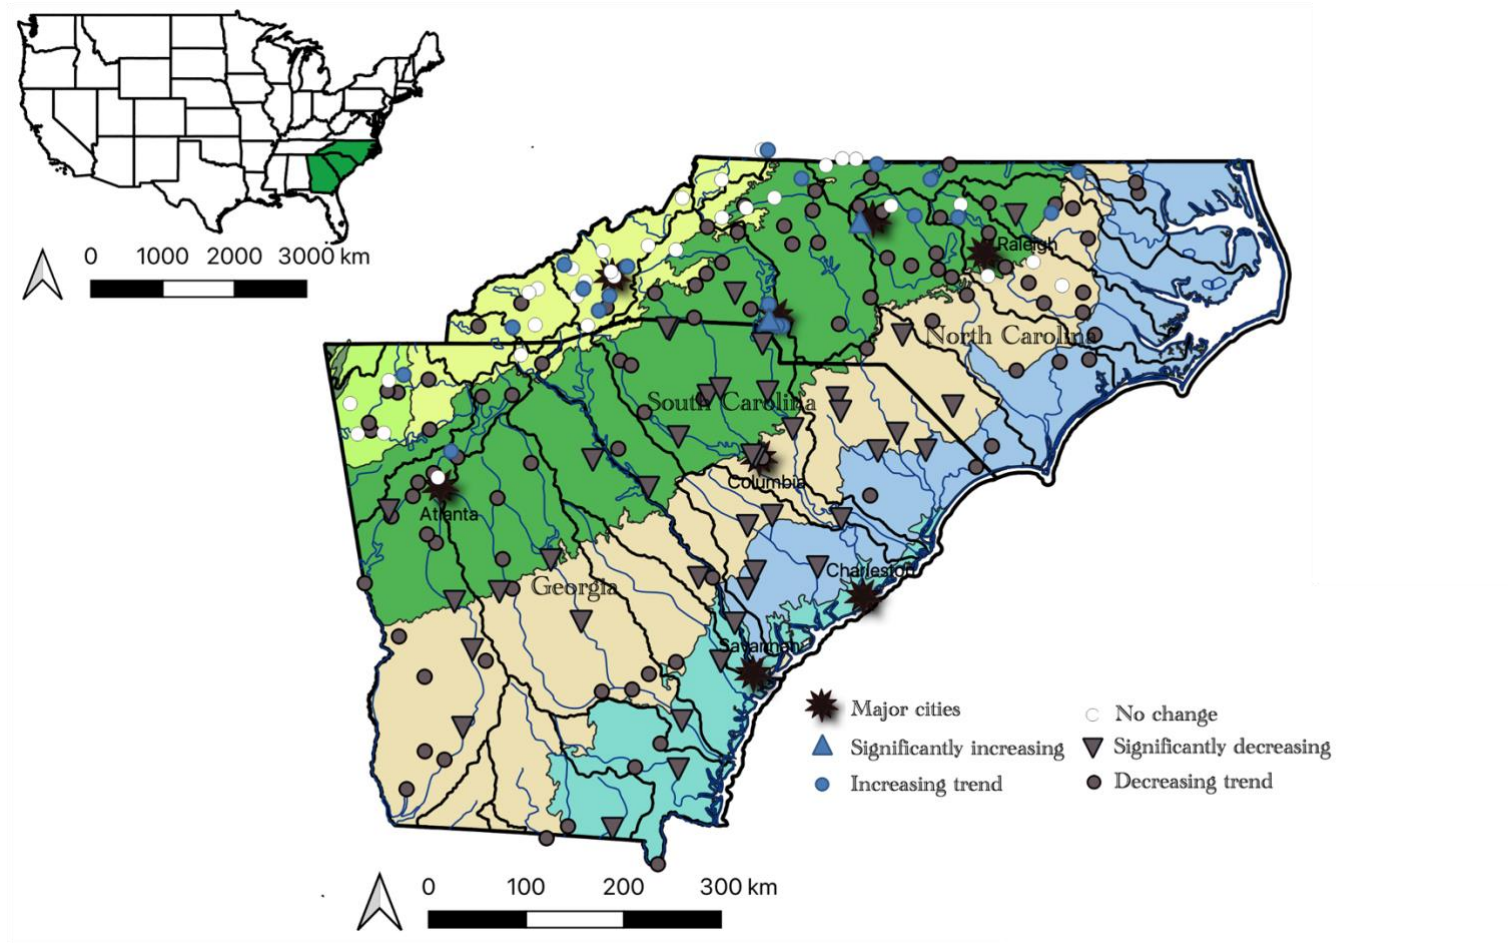 0 1000 2000 3000 km
Raleigh
North Carolina
South Carolina
Columbia
Atlanta
Charleston
Georgia
Savannah
Major cities
No change
Significantly increasing
Significantly decreasing
Increasing trend
Decreasing trend
0 100 200 300 km